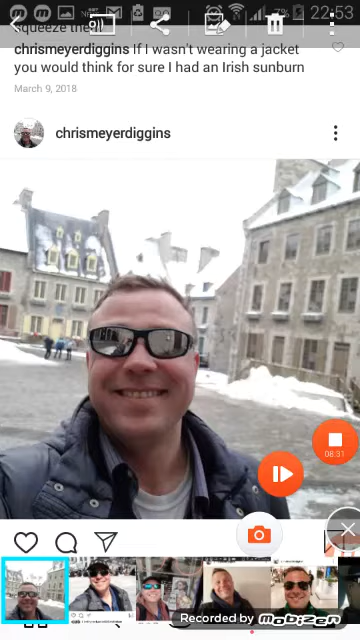 22:53
squeeze them
chrismeyerdiggins If I wasn't wearing a jacket
you would think for sure I had an Irish sunburn
March 9, 2018
chrismeyerdiggins
08:31
Recorded by mobizen